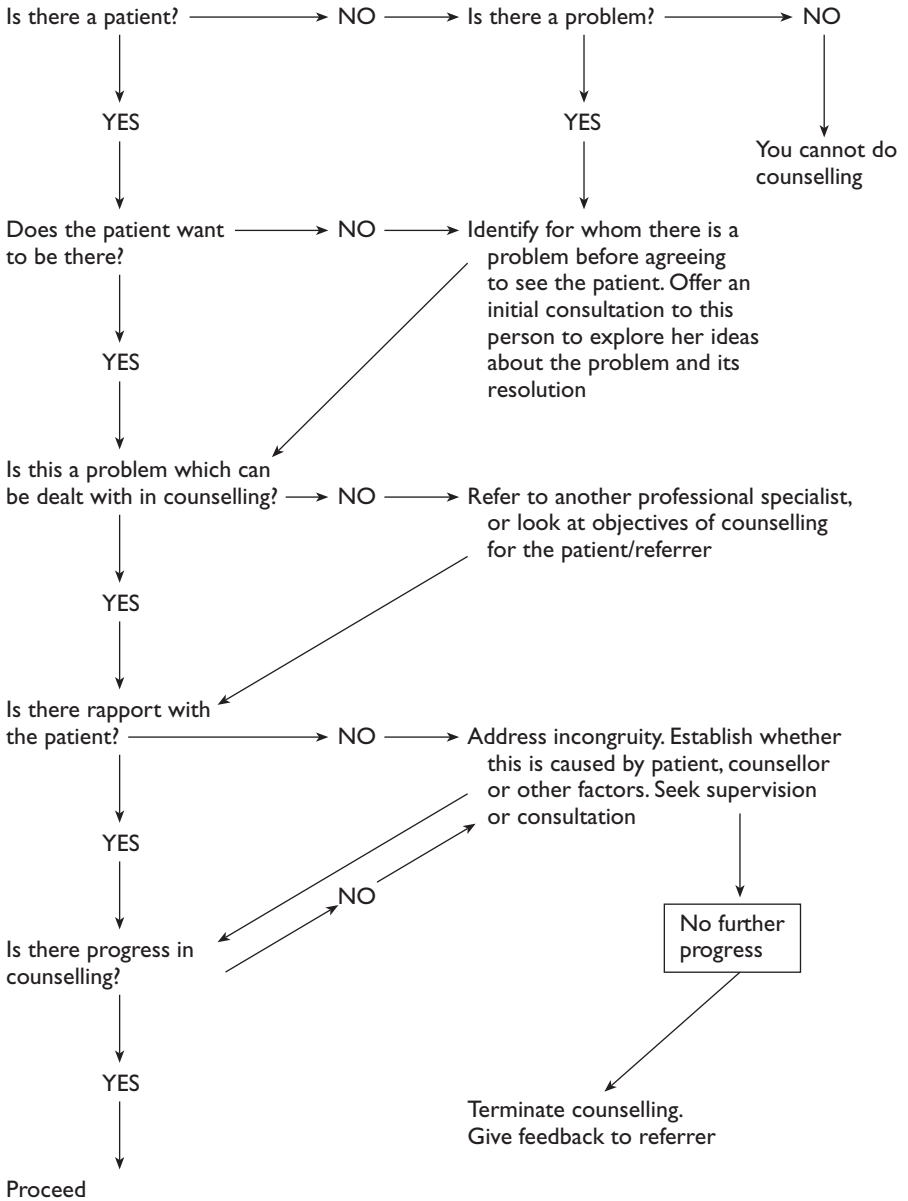 Is there a patient?
NO
Is there a problem?
NO
YES
YES
You cannot do
counselling
Does the patient want
to be there?
NO
Identify for whom there is a
problem before agreeing
to see the patient. Offer an
initial consultation to this
person to explore her ideas
about the problem and its
resolution
YES
Is this a problem which can
be dealt with in counselling?
NO
Refer to another professional specialist,
or look at objectives of counselling
for the patient/referrer
YES
Is there rapport with
the patient?
NO
Address incongruity. Establish whether
this is caused by patient, counsellor
or other factors. Seek supervision
or consultation
YES
NO
No further
progress
Is there progress in
counselling?
YES
Terminate counselling.
Give feedback to referrer
Proceed